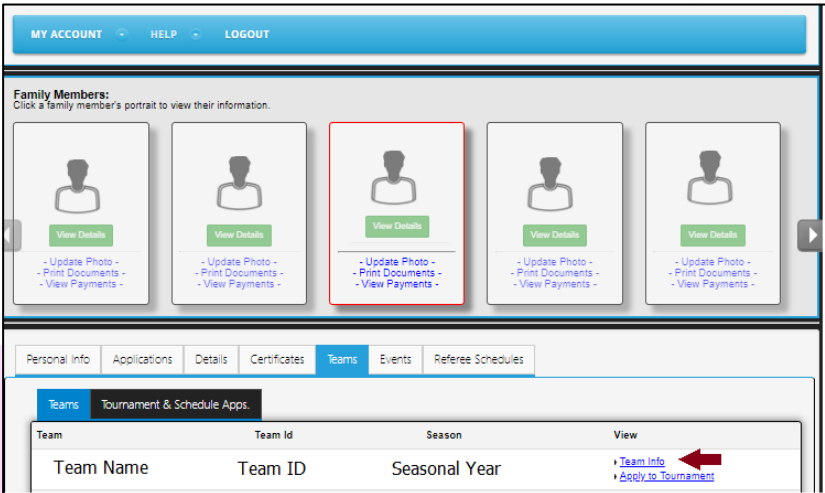 MY ACCOUNT HELP LOGOUT
Family Members:
Click a family member's portrait to view their information.
View Details View Details View Details View Details View Details
- Update Photo - - Update Photo - - Update Photo - - Update Photo - - Update Photo -
- Print Documents - - Print Documents - - Print Documents - - Print Documents - - Print Documents -
- View Payments - - View Payments - - View Payments - - View Payments - - View Payments -
Personal Info Applications Details Certificates Teams Events Referee Schedules
Teams Tournament & Schedule Apps.
Team Team Id Season View
Team Name Team ID Seasonal Year Team Info
Apply to Tournament